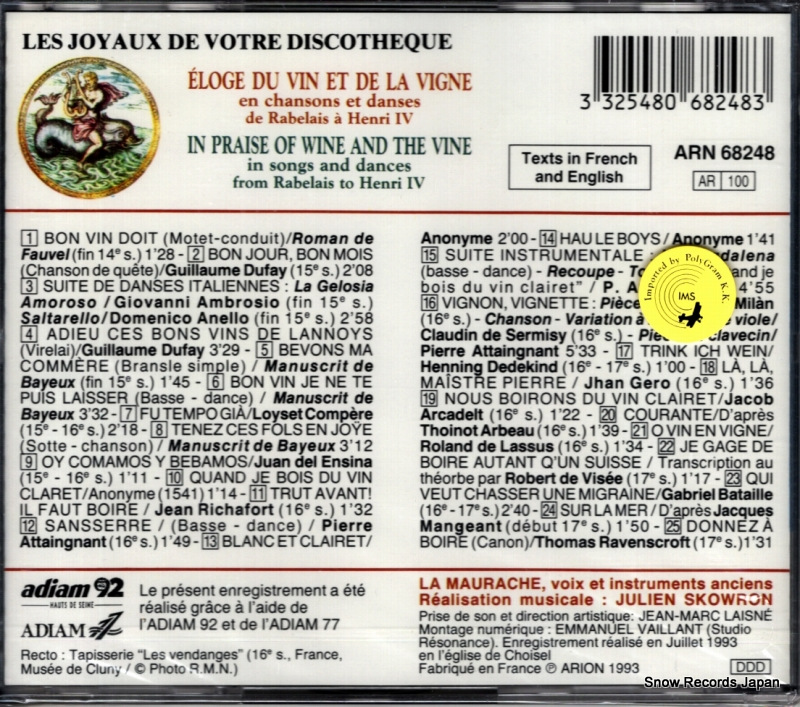 LES JOYAUX DE VOTRE DISCOTHEQUE
ÉLOGE DU VIN ET DE LA VIGNE
en chansons et danses
de Rabelais à Henri IV
IN PRAISE OF WINE AND THE VINE
in songs and dances
from Rabelais to Henri IV
3 325480 682483
Texts in French
and English
ARN 68248
AR 100
1 BON VIN DOIT (Motet-conduit)/Roman de
Fauvel (fin 14e s.) 1'28 - 2 BON JOUR, BON MOIS
(Chanson de quête)/Guillaume Dufay (15e s.) 2'08
3 SUITE DE DANSES ITALIENNES : La Gelosia
Amoroso / Giovanni Ambrosio (fin 15e s.)
Saltarello/Domenico Anello (fin 15e s.) 2'58
4 ADIEU CES BONS VINS DE LANNOYS
(Virelai)/Guillaume Dufay 3'29 - 5 BEVONS MA
COMMÈRE (Bransle simple) / Manuscrit de
Bayeux (fin 15e s.) 1'45 - 6 BON VIN JE NE TE
PUIS LAISSER (Basse - dance) / Manuscrit de
Bayeux 3'32 - 7 FU TEMPO GIÀ/Loyset Compère
(15e - 16e s.) 2'18 - 8 TENEZ CES FOLS EN JOŸE
(Sotte - chanson) / Manuscrit de Bayeux 3'12
9 OY COMAMOS Y BEBAMOS/Juan del Ensina
(15e - 16e s.) 1'11 - 10 QUAND JE BOIS DU VIN
CLARET/Anonyme (1541) 1'14 - 11 TRUT AVANT!
IL FAUT BOIRE / Jean Richafort (16e s.) 1'32
12 SANSSERRE / (Basse - dance) / Pierre
Attaingnant (16e s.) 1'49 - 13 BLANC ET CLAIRET/
Anonyme 2'00 - 14 HAU LE BOYS / Anonyme 1'41
15 SUITE INSTRUMENTALE : dalena
(basse - dance) - Recoupe - and je
bois du vin clairet" / P. A 4'55
16 VIGNON, VIGNETTE : Pièce Milàn
(16e s.) - Chanson - Variation à viole/
Claudin de Sermisy (16e s.) - Piè clavecin/
Pierre Attaingnant 5'33 - 17 TRINK ICH WEIN/
Henning Dedekind (16e - 17e s.) 1'00 - 18 LÀ, LÀ,
MAÎSTRE PIERRE / Jhan Gero (16e s.) 1'36
19 NOUS BOIRONS DU VIN CLAIRET/Jacob
Arcadelt (16e s.) 1'22 - 20 COURANTE/D'après
Thoinot Arbeau (16e s.) 1'39 - 21 O VIN EN VIGNE/
Roland de Lassus (16e s.) 1'34 - 22 JE GAGE DE
BOIRE AUTANT QU'UN SUISSE / Transcription au
théorbe par Robert de Visée (17e s.) 1'17 - 23 QUI
VEUT CHASSER UNE MIGRAINE/Gabriel Bataille
(16e -17e s.) 2'40 - 24 SUR LA MER / D'après Jacques
Mangeant (début 17e s.) 1'50 - 25 DONNEZ À
BOIRE (Canon)/Thomas Ravenscroft (17e s.) 1'31
Imported by PolyGram K.K.
IMS
adiam 92
HAUTS DE SEINE
ADIAM 77
Le présent enregistrement a été
réalisé grâce à l'aide de
l'ADIAM 92 et de l'ADIAM 77
Recto : Tapisserie "Les vendanges" (16e s., France,
Musée de Cluny / © Photo R.M.N.)
LA MAURACHE, voix et instruments anciens
Réalisation musicale : JULIEN SKOWRON
Prise de son et direction artistique: JEAN-MARC LAISNÉ
Montage numérique : EMMANUEL VAILLANT (Studio
Résonance). Enregistrement réalisé en Juillet 1993
en l'église de Choisel
Fabriqué en France ℗ ARION 1993
DDD
Snow Records Japan